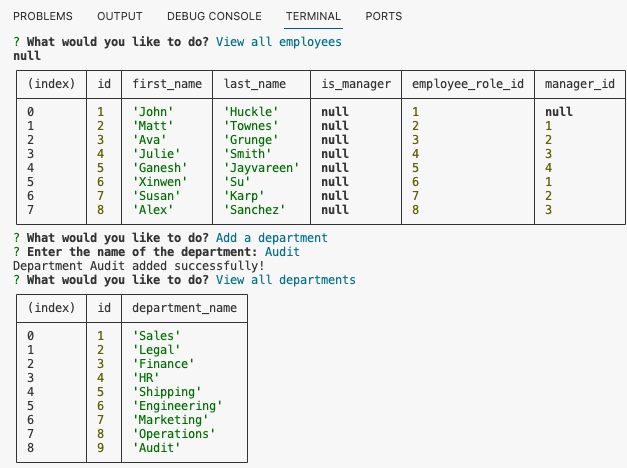 PROBLEMS OUTPUT DEBUG CONSOLE TERMINAL PORTS
? What would you like to do? View all employees
null
(index) id first_name last_name is_manager employee_role_id manager_id
0 1 'John' 'Huckle' null 1 null
1 2 'Matt' 'Townes' null 2 1
2 3 'Ava' 'Grunge' null 3 2
3 4 'Julie' 'Smith' null 4 3
4 5 'Ganesh' 'Jayvareen' null 5 4
5 6 'Xinwen' 'Su' null 6 1
6 7 'Susan' 'Karp' null 7 2
7 8 'Alex' 'Sanchez' null 8 3
? What would you like to do? Add a department
? Enter the name of the department: Audit
Department Audit added successfully!
? What would you like to do? View all departments
(index) id department_name
0 1 'Sales'
1 2 'Legal'
2 3 'Finance'
3 4 'HR'
4 5 'Shipping'
5 6 'Engineering'
6 7 'Marketing'
7 8 'Operations'
8 9 'Audit'